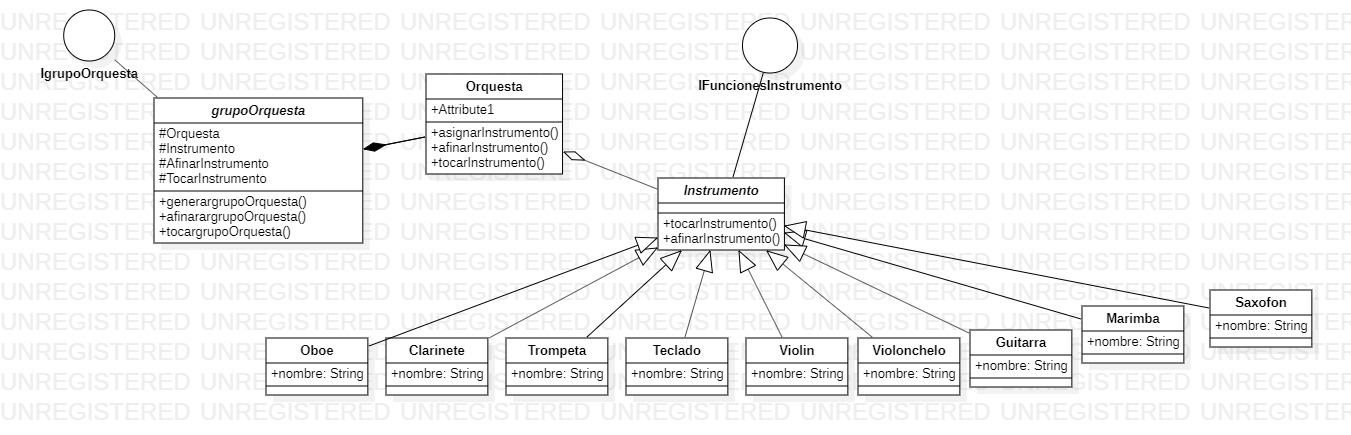 UNREGISTERED UNREGISTERED UNREGISTERED UNREGISTERED UNREGISTERED UNREGISTERED
IgrupoOrquesta
grupoOrquesta
#Orquesta
#Instrumento
#AfinarInstrumento
#TocarInstrumento
+generargrupoOrquesta()
+afinarargrupoOrquesta()
+tocargrupoOrquesta()
Orquesta
+Attribute1
+asignarInstrumento()
+afinarInstrumento()
+tocarInstrumento()
IFuncionesInstrumento
Instrumento
+tocarInstrumento()
+afinarInstrumento()
Oboe
+nombre: String
Clarinete
+nombre: String
Trompeta
+nombre: String
Teclado
+nombre: String
Violin
+nombre: String
Violonchelo
+nombre: String
Guitarra
+nombre: String
Marimba
+nombre: String
Saxofon
+nombre: String